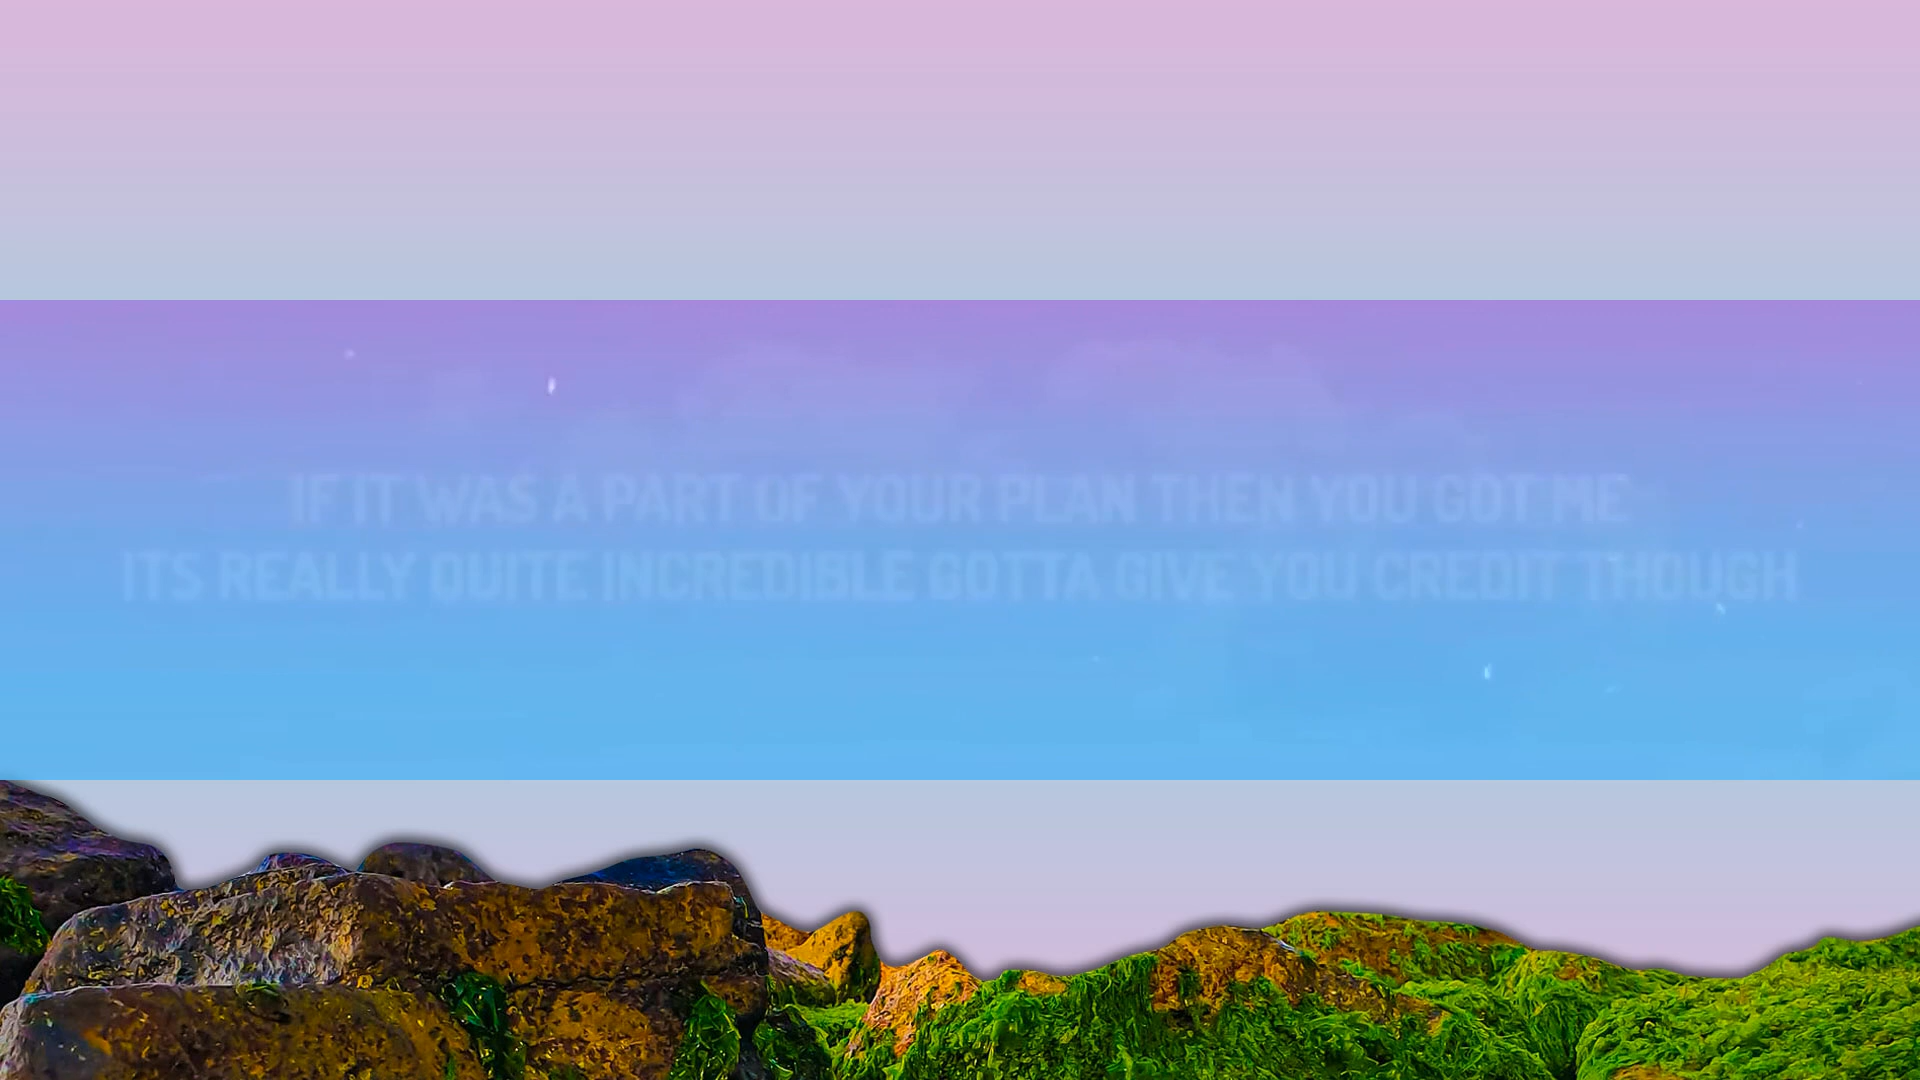 IF IT WAS A PART OF YOUR PLAN THEN YOU GOT ME
ITS REALLY QUITE INCREDIBLE GOTTA GIVE YOU CREDIT THOUGH